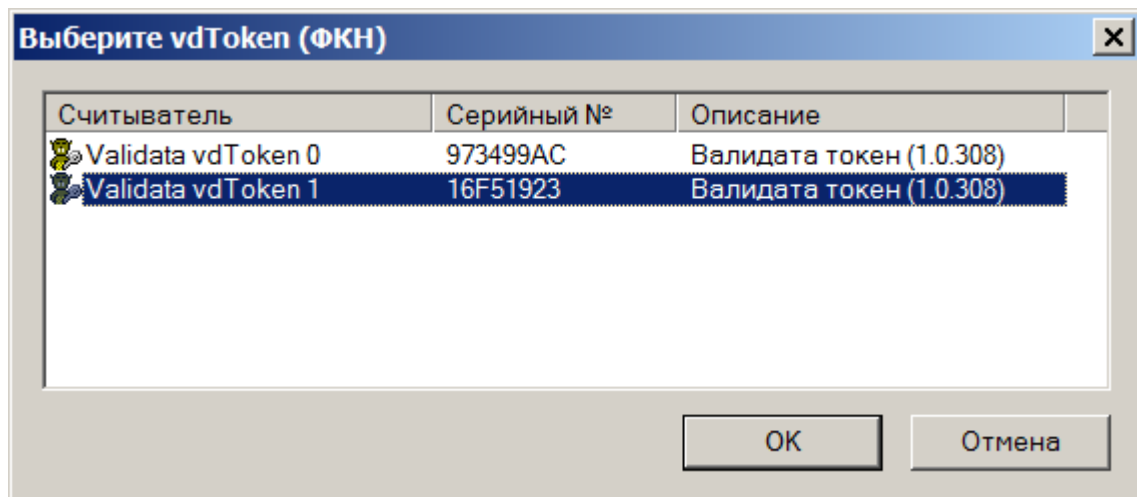 Выберите vdToken (ФКН)
Считыватель Серийный № Описание
Validata vdToken 0 973499AC Валидата токен (1.0.308)
Validata vdToken 1 16F51923 Валидата токен (1.0.308)
OK Отмена